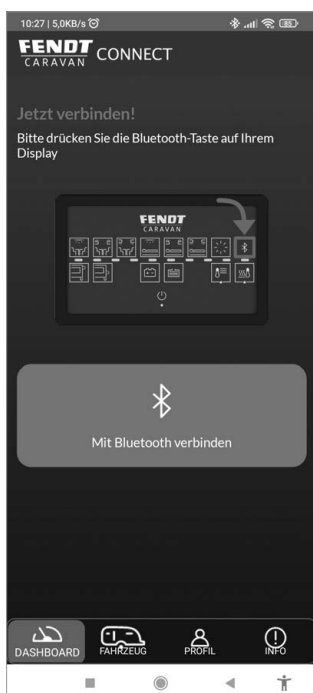 10:27 | 5,0KB/s
85
FENDT
CARAVAN
CONNECT
Jetzt verbinden!
Bitte drücken Sie die Bluetooth-Taste auf Ihrem
Display
FENDT
CARAVAN
Mit Bluetooth verbinden
DASHBOARD
FAHRZEUG
PROFIL
INFO